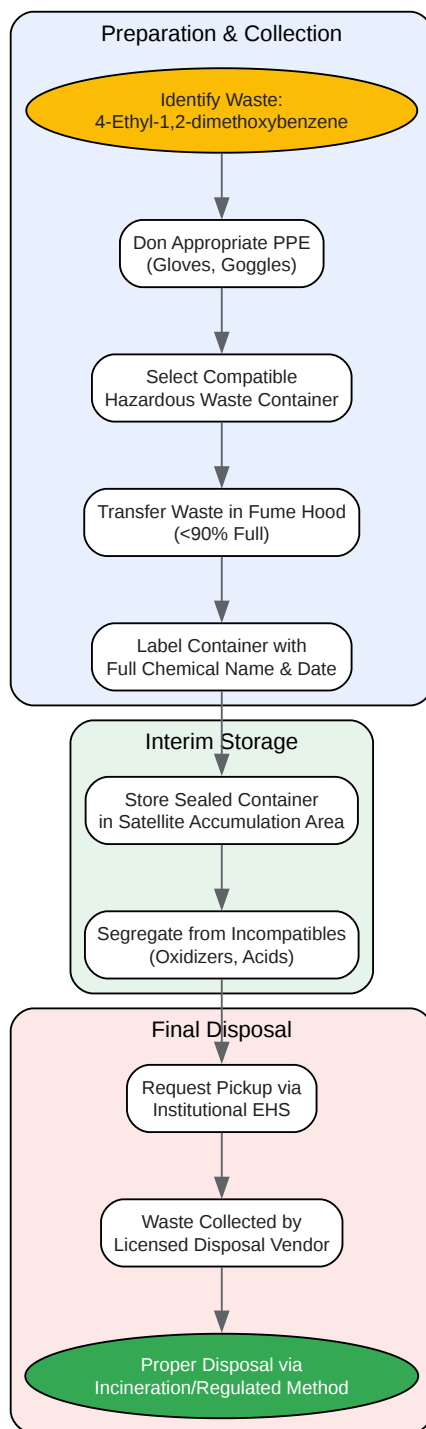 Preparation & Collection
Identify Waste:
4-Ethyl-1,2-dimethoxybenzene
Don Appropriate PPE
(Gloves, Goggles)
Select Compatible
Hazardous Waste Container
Transfer Waste in Fume Hood
(<90% Full)
Label Container with
Full Chemical Name & Date
Interim Storage
Store Sealed Container
in Satellite Accumulation Area
Segregate from Incompatibles
(Oxidizers, Acids)
Final Disposal
Request Pickup via
Institutional EHS
Waste Collected by
Licensed Disposal Vendor
Proper Disposal via
Incineration/Regulated Method